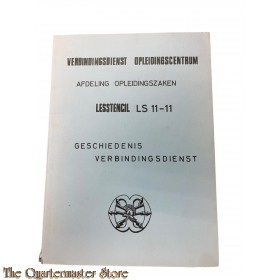 VERBINDINGSDIENST OPLEIDINGSCENTRUM
AFDELING OPLEIDINGSZAKEN
LESSTENCIL LS 11-11
GESCHIEDENIS
VERBINDINGSDIENST
© The Quartermaster Store